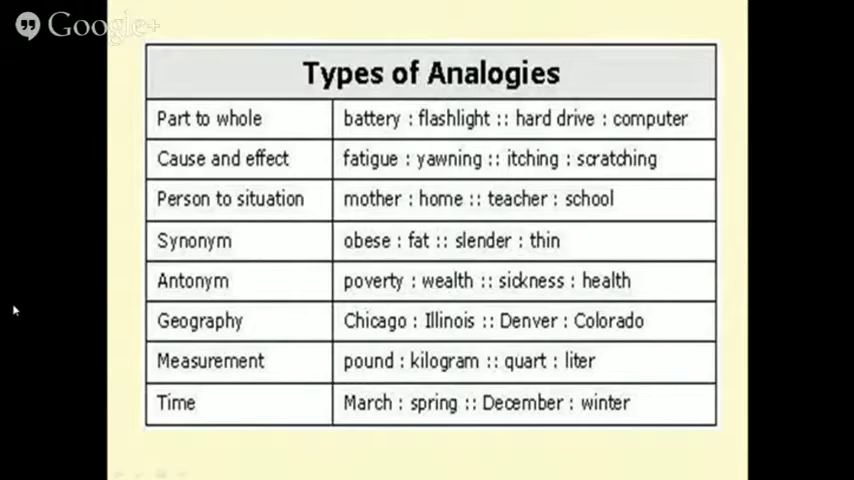 Google+
Types of Analogies
Part to whole battery : flashlight :: hard drive : computer
Cause and effect fatigue : yawning :: itching : scratching
Person to situation mother : home :: teacher : school
Synonym obese : fat :: slender : thin
Antonym poverty : wealth :: sickness : health
Geography Chicago : Illinois :: Denver : Colorado
Measurement pound : kilogram :: quart : liter
Time March : spring :: December : winter